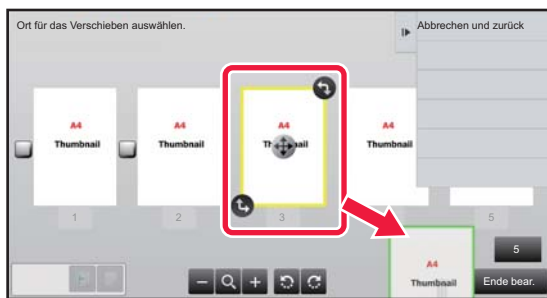 Ort für das Verschieben auswählen.
Abbrechen und zurück
A4
Thumbnail
A4
Thumbnail
A4
A4
Thumbnail
1
2
3
5
5
A4
Thumbnail
Ende bear.